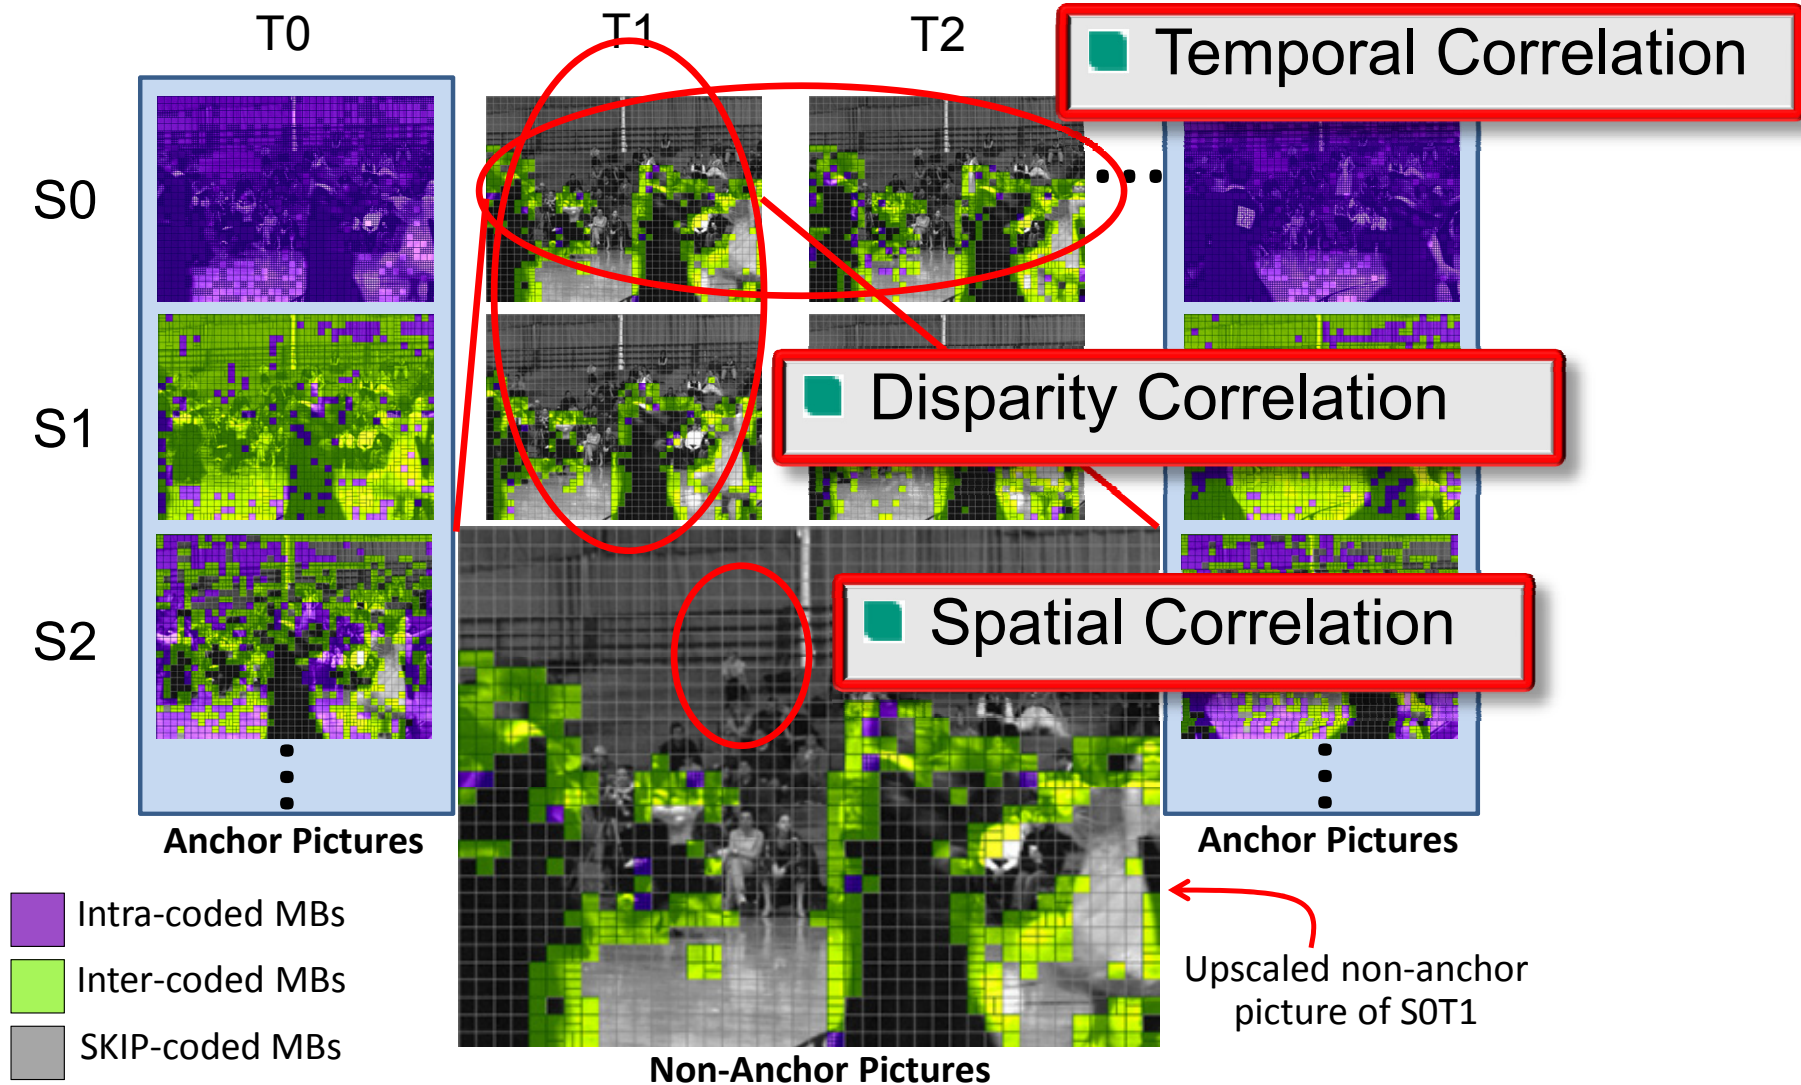 T0
T1
T2
Temporal Correlation
S0
Disparity Correlation
S1
Spatial Correlation
S2
Anchor Pictures
Anchor Pictures
Intra-coded MBs
Inter-coded MBs
SKIP-coded MBs
Upscaled non-anchor
picture of S0T1
Non-Anchor Pictures